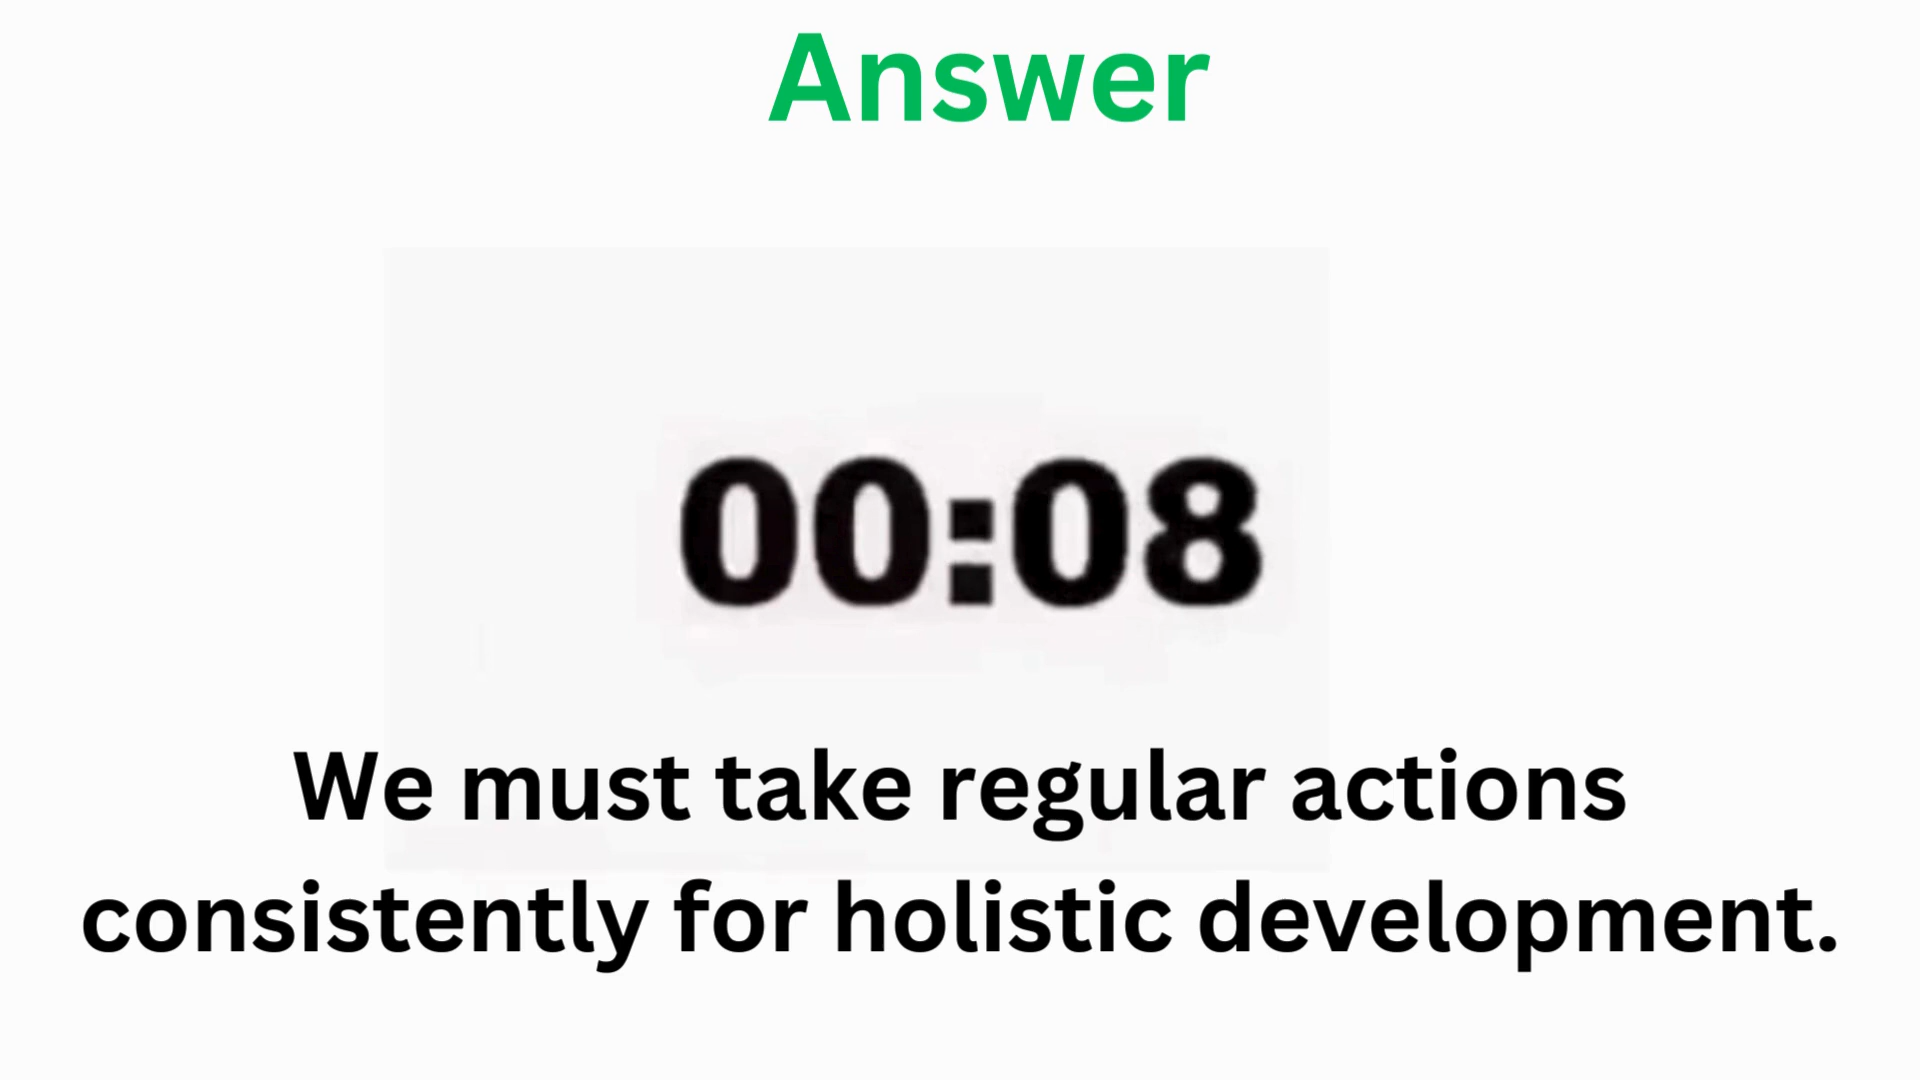 Answer
00:08
We must take regular actions
consistently for holistic development.